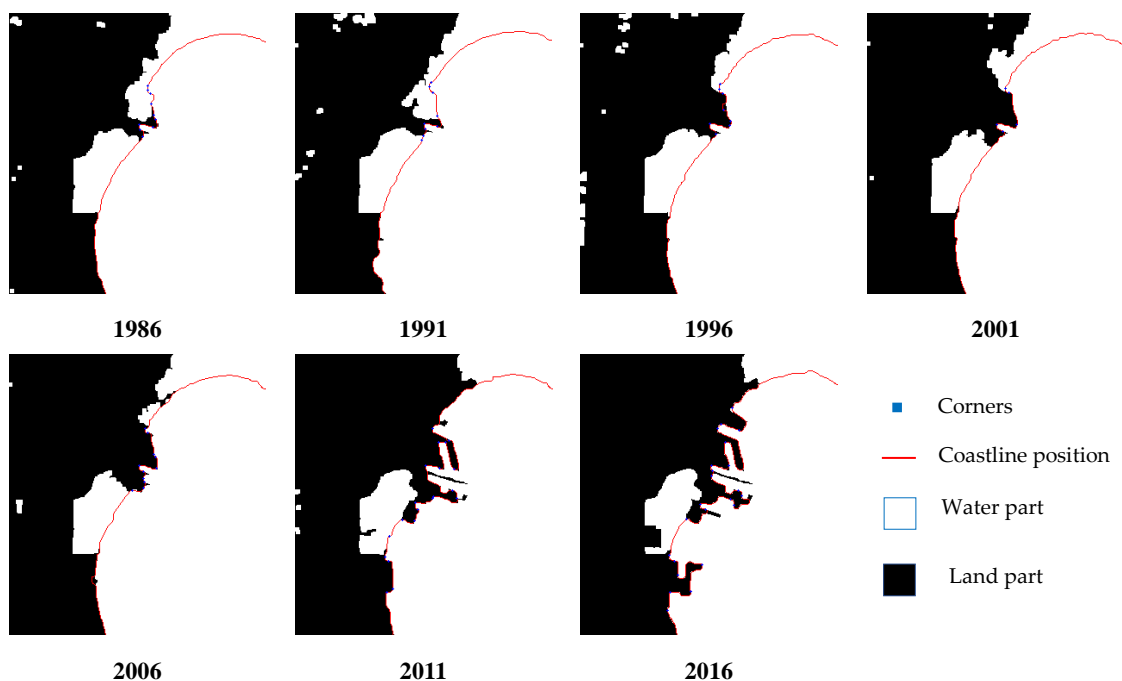 1986
1991
1996
2001
2006
2011
2016
Corners
Coastline position
Water part
Land part